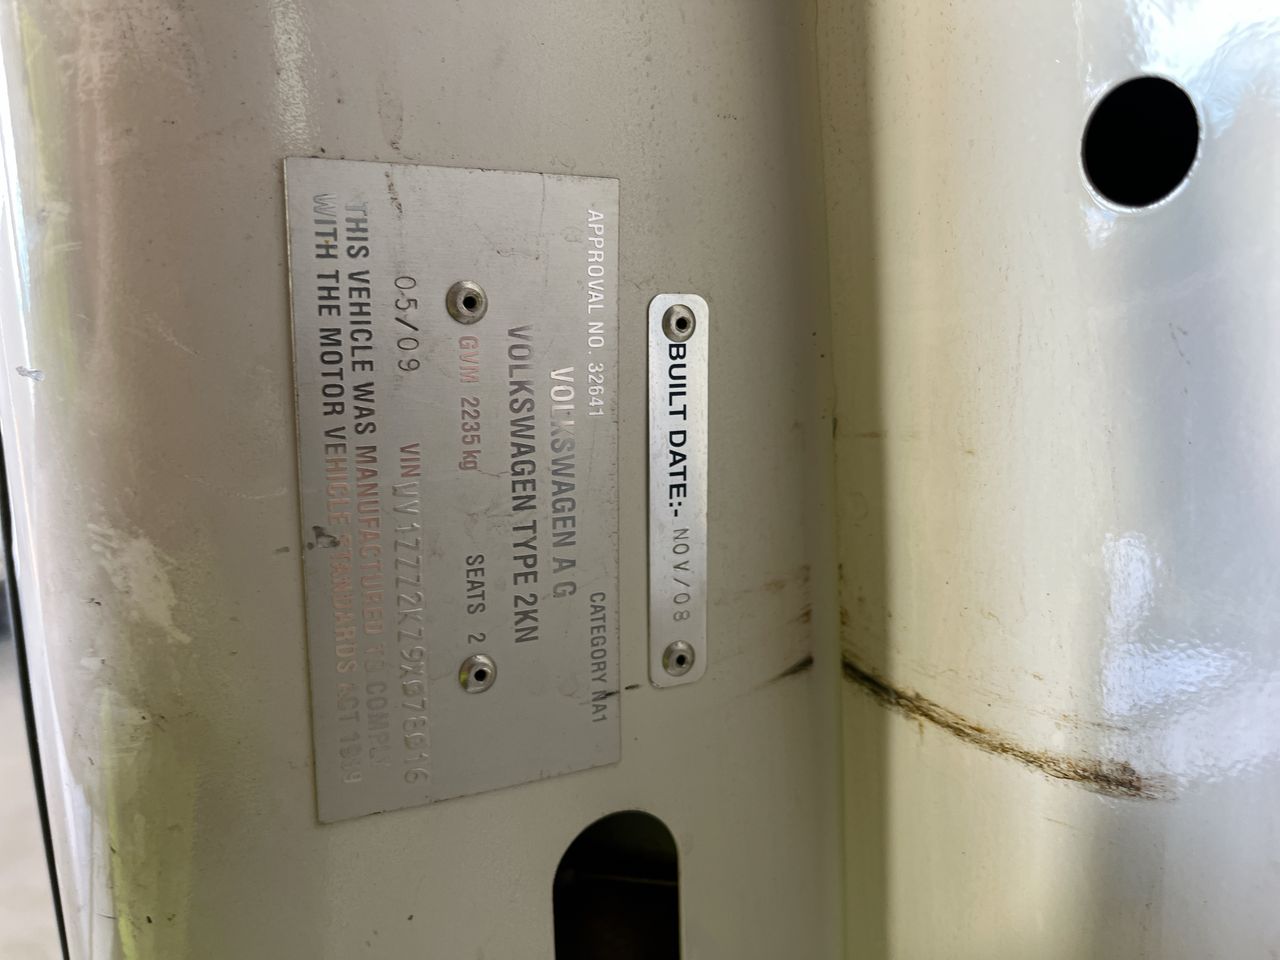 BUILT DATE:- NOV/08
APPROVAL NO. 32641 CATEGORY NA1
VOLKSWAGEN A G
VOLKSWAGEN TYPE 2KN
GVM 2235 kg SEATS 2
05/09 VIN
THIS VEHICLE WAS MANUFACTURED TO COMPLY
WITH THE MOTOR VEHICLE STANDARDS ACT 1989